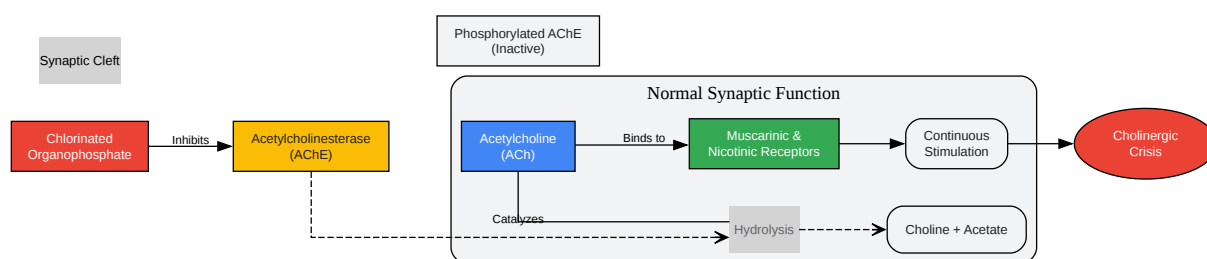 Phosphorylated AChE
(Inactive)
Synaptic Cleft
Normal Synaptic Function
Chlorinated
Organophosphate
Inhibits
Acetylcholinesterase
(AChE)
Acetylcholine
(ACh)
Binds to
Muscarinic &
Nicotinic Receptors
Continuous
Stimulation
Cholinergic
Crisis
Catalyzes
Hydrolysis
Choline + Acetate